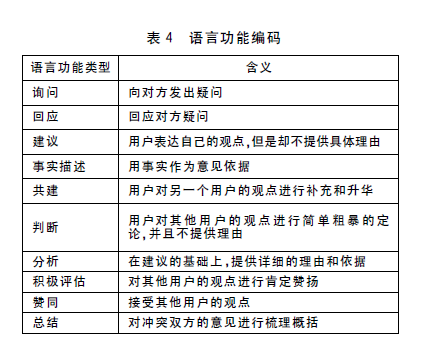 表 4 语言功能编码
语言功能类型 含义
询问 向对方发出疑问
回应 回应对方疑问
建议 用户表达自己的观点,但是却不提供具体理由
事实描述 用事实作为意见依据
共建 用户对另一个用户的观点进行补充和升华
判断 用户对其他用户的观点进行简单粗暴的定
论,并且不提供理由
分析 在建议的基础上,提供详细的理由和依据
积极评估 对其他用户的观点进行肯定赞扬
赞同 接受其他用户的观点
总结 对冲突双方的意见进行梳理概括